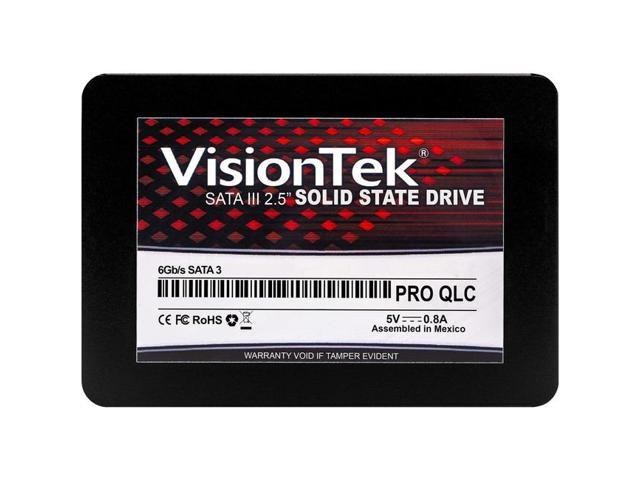 VisionTek®
SATA III 2.5" SOLID STATE DRIVE
6Gb/s SATA 3
PRO QLC
CE FC RoHS
5V⎓0.8A
Assembled in Mexico
WARRANTY VOID IF TAMPER EVIDENT